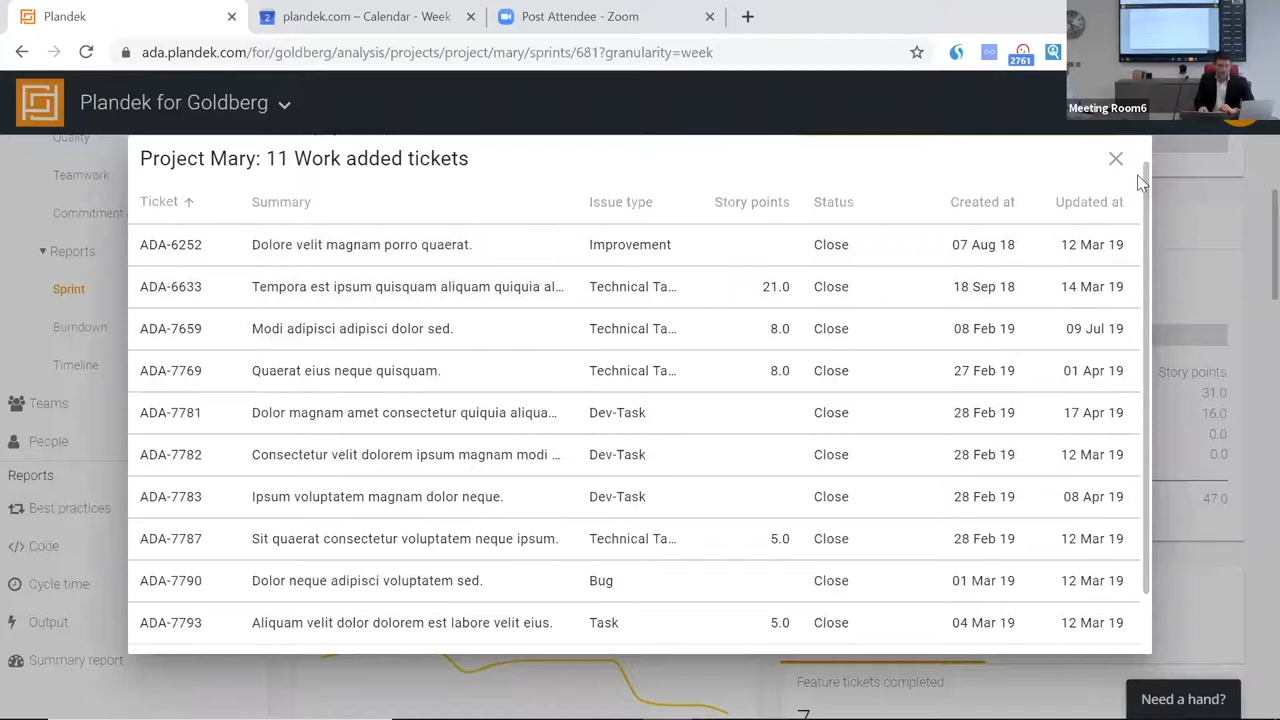 Plandek
plandek.com - Calendar -
ada.plandek.com/for/goldberg/analyse/projects/project/mary/sprint/6817
2761
Meeting Room6
Plandek for Goldberg
Quality
Teamwork
Commitment
Reports
Sprint
Burndown
Timeline
Teams
People
Reports
Best practices
Code
Cycle time
Output
Summary report
Project Mary: 11 Work added tickets
Ticket Summary Issue type Story points Status Created at Updated at
ADA-6252 Dolore velit magnam porro quaerat. Improvement Close 07 Aug 18 12 Mar 19
ADA-6633 Tempora est ipsum quisquam aliquam quiquia al... Technical Ta... 21.0 Close 18 Sep 18 14 Mar 19
ADA-7659 Modi adipisci adipisci dolor sed. Technical Ta... 8.0 Close 08 Feb 19 09 Jul 19
ADA-7769 Quaerat eius neque quisquam. Technical Ta... 8.0 Close 27 Feb 19 01 Apr 19
ADA-7781 Dolor magnam amet consectetur quiquia aliqua... Dev-Task Close 28 Feb 19 17 Apr 19
ADA-7782 Consectetur velit dolorem ipsum magnam modi ... Dev-Task Close 28 Feb 19 12 Mar 19
ADA-7783 Ipsum voluptatem magnam dolor neque. Dev-Task Close 28 Feb 19 08 Apr 19
ADA-7787 Sit quaerat consectetur voluptatem neque ipsum. Technical Ta... 5.0 Close 28 Feb 19 12 Mar 19
ADA-7790 Dolor neque adipisci voluptatem sed. Bug Close 01 Mar 19 12 Mar 19
ADA-7793 Aliquam velit dolor dolorem est labore velit eius. Task 5.0 Close 04 Mar 19 12 Mar 19
Story points
31.0
16.0
0.0
0.0
47.0
Feature tickets completed
7
Need a hand?